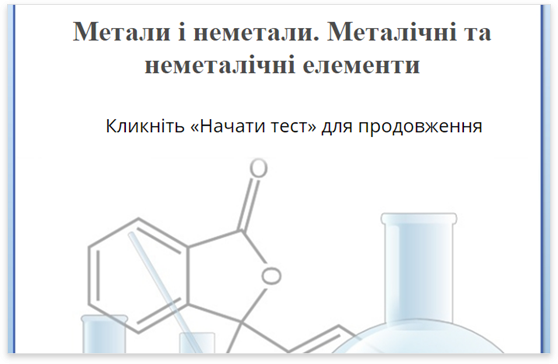 Метали і неметали. Металічні та
неметалічні елементи
Кликніть «Начати тест» для продовження
O
O